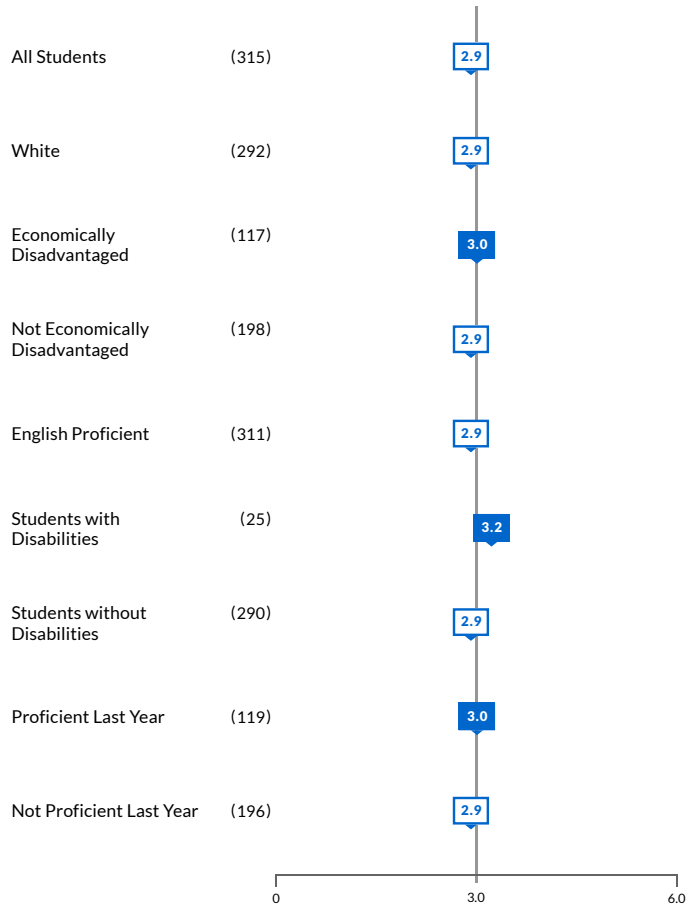 All Students (315) 2.9
White (292) 2.9
Economically (117)
Disadvantaged 3.0
Not Economically (198)
Disadvantaged 2.9
English Proficient (311) 2.9
Students with (25)
Disabilities 3.2
Students without (290)
Disabilities 2.9
Proficient Last Year (119) 3.0
Not Proficient Last Year (196) 2.9
0 3.0 6.0